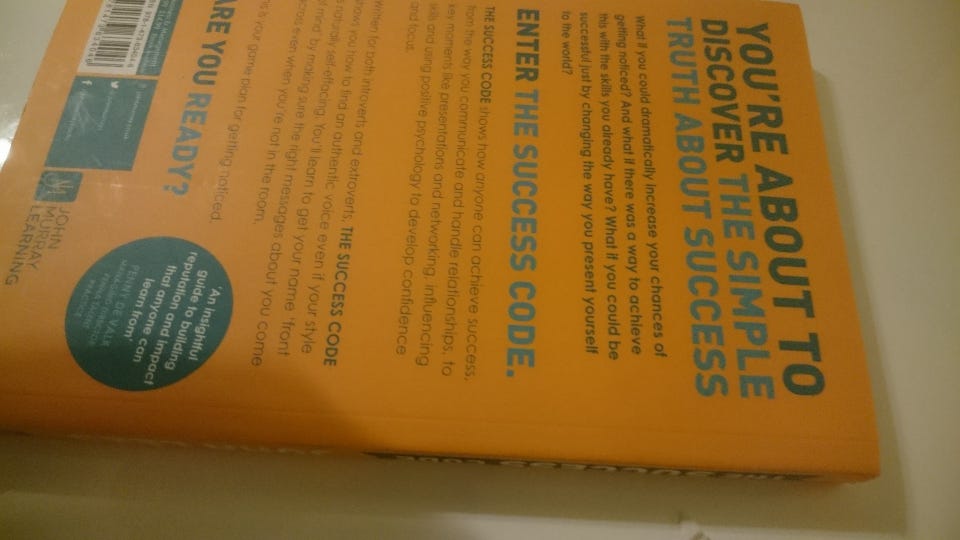 YOU'RE ABOUT TO
DISCOVER THE SIMPLE
TRUTH ABOUT SUCCESS
What if you could dramatically increase your chances of
getting noticed? And what if there was a way to achieve
this with the skills you already have? What if you could be
successful just by changing the way you present yourself
to the world?
ENTER THE SUCCESS CODE.
THE SUCCESS CODE shows how anyone can achieve success,
from the way you communicate and handle relationships, to
key moments like presentations and networking, influencing
skills and using positive psychology to develop confidence
and focus.
Written for both introverts and extroverts, THE SUCCESS CODE
shows you how to find an authentic voice even if your style
is naturally self-effacing. You'll learn to get your name 'front
of mind' by making sure the right messages about you come
across even when you're not in the room.
is your game plan for getting noticed.
ARE YOU READY?
'An insightful
guide to building
reputation and impact
that anyone can
learn from'
PENNY DE VALK
JOHN
MURRAY
LEARNING